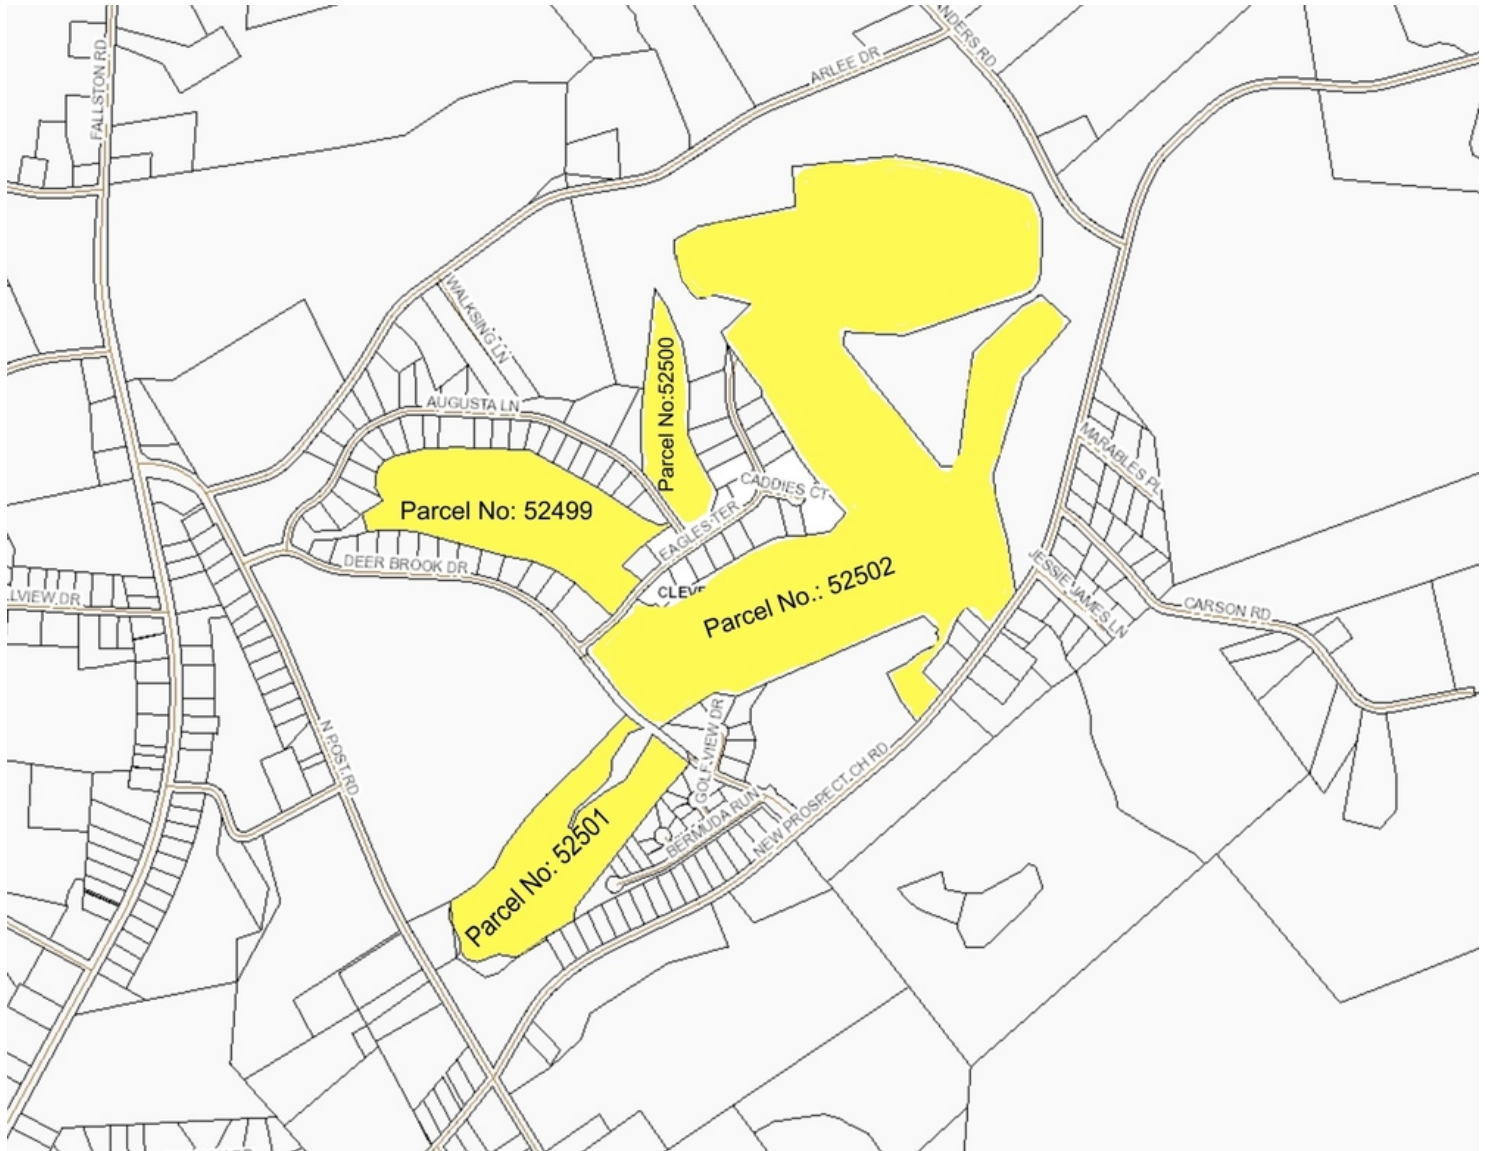 ANDERS RD
ARLEE DR
FALLSTON RD
WALKSING LN
Parcel No:52500
AUGUSTA LN
MARABLES PL
CADDIES CT
Parcel No: 52499
EAGLES TER
DEER BROOK DR
JESSIE JAMES LN
Parcel No.: 52502
CLEVE
LLVIEW DR
CARSON RD
N POST RD
GOLF VIEW DR
BERMUDA RUN
NEW PROSPECT CH RD
Parcel No: 52501